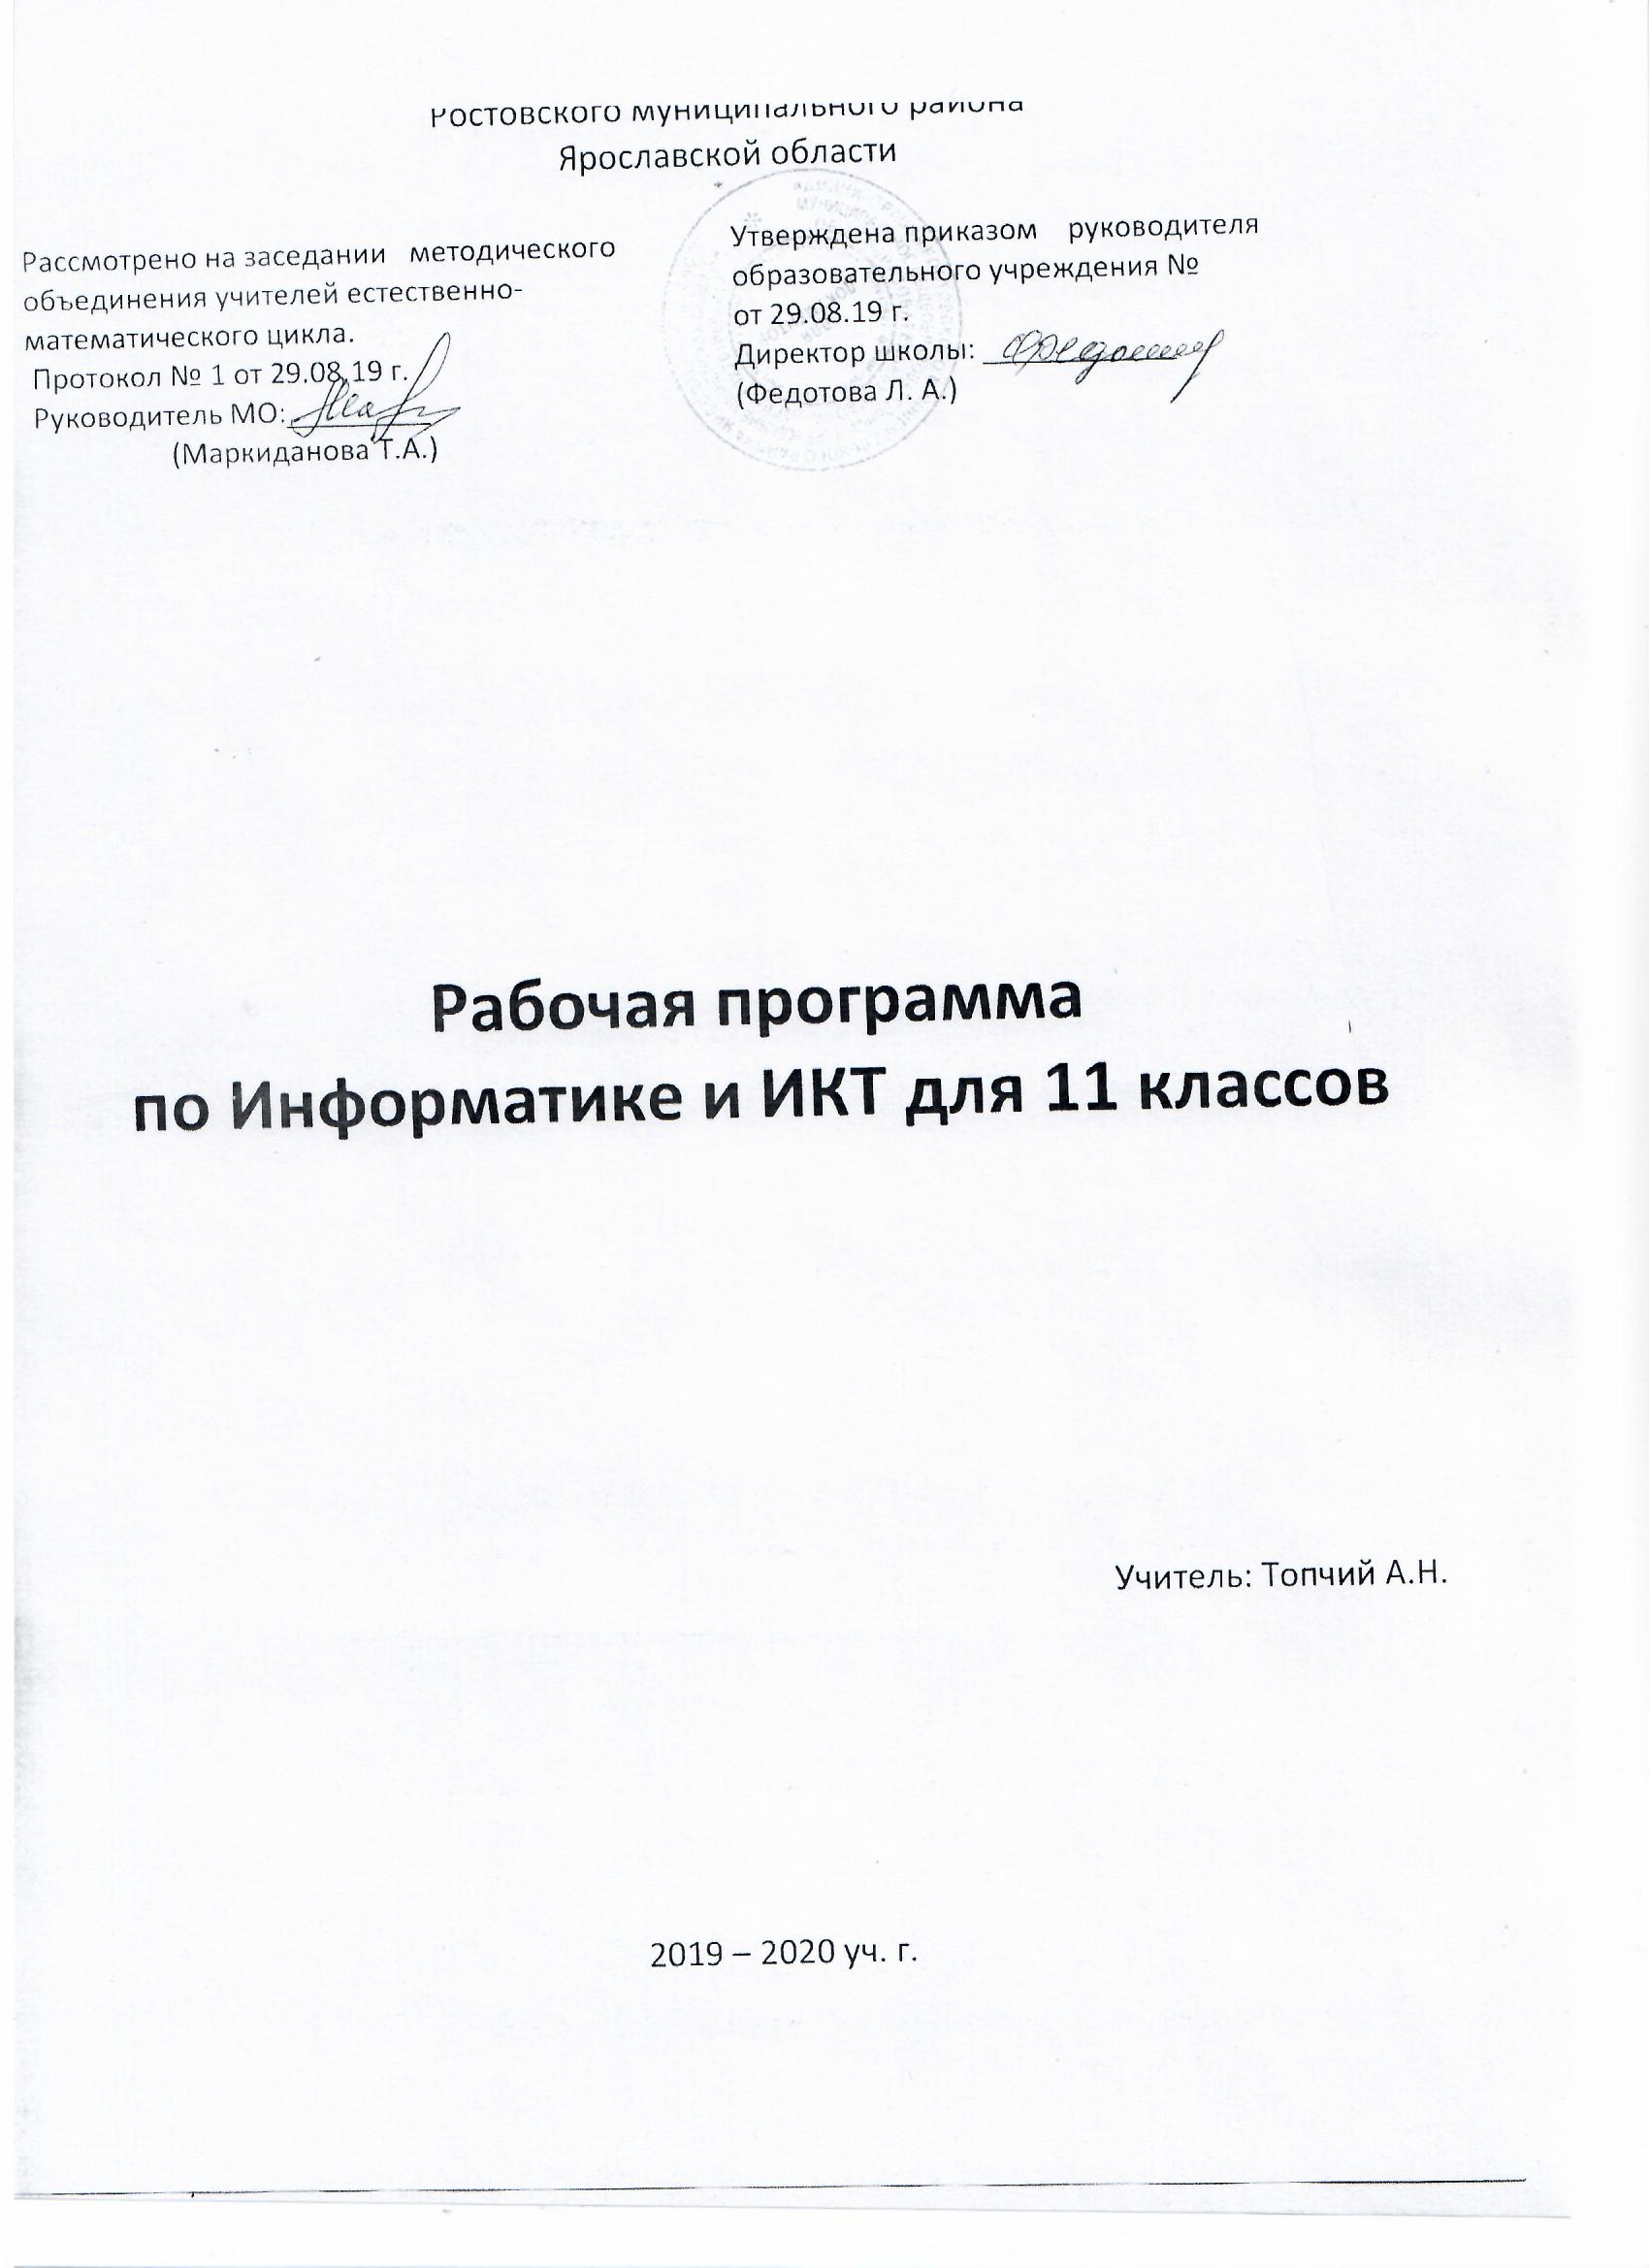 Ростовского муниципального района
Ярославской области
Рассмотрено на заседании методического
объединения учителей естественно-
математического цикла.
Протокол № 1 от 29.08.19 г.
Руководитель МО:
(Маркиданова Т.А.)
Утверждена приказом руководителя
образовательного учреждения №
от 29.08.19 г.
Директор школы:
(Федотова Л. А.)
Рабочая программа
по Информатике и ИКТ для 11 классов
Учитель: Топчий А.Н.
2019 – 2020 уч. г.